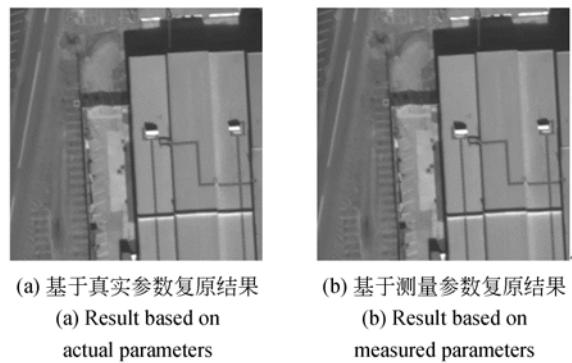 (a) 基于真实参数复原结果
(a) Result based on
actual parameters
(b) 基于测量参数复原结果
(b) Result based on
measured parameters